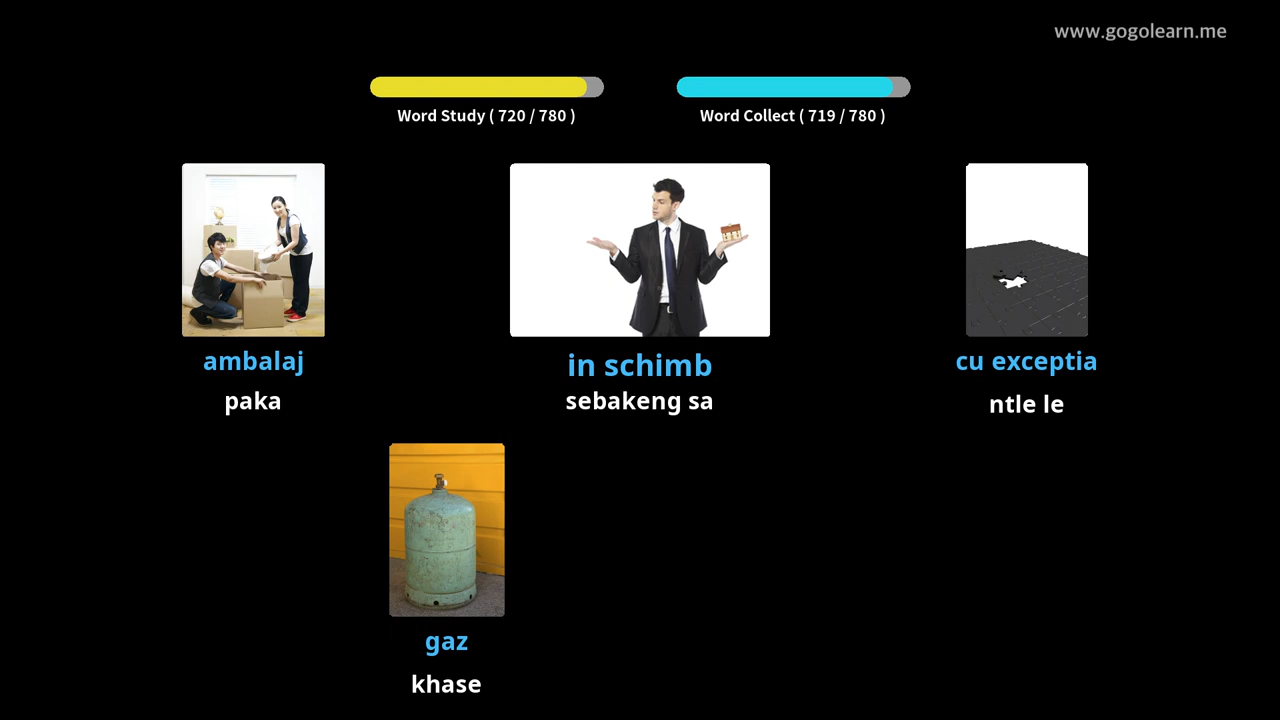 www.gogolearn.me
Word Study ( 720 / 780 )
Word Collect ( 719 / 780 )
ambalaj
in schimb
cu exceptia
paka
sebakeng sa
ntle le
gaz
khase